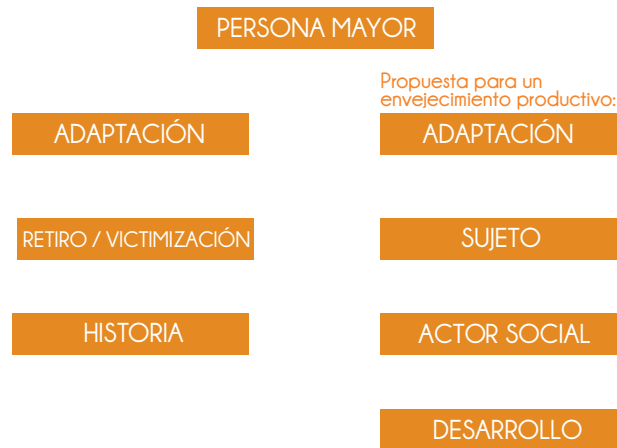 PERSONA MAYOR
Propuesta para un
envejecimiento productivo:
ADAPTACIÓN
ADAPTACIÓN
RETIRO / VICTIMIZACIÓN
SUJETO
HISTORIA
ACTOR SOCIAL
DESARROLLO